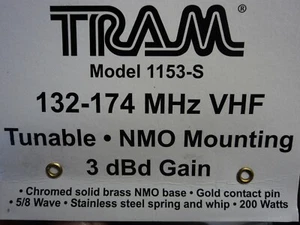 TRAM
Model 1153-S
132-174 MHz VHF
Tunable • NMO Mounting
3 dBd Gain
• Chromed solid brass NMO base • Gold contact pin
• 5/8 Wave • Stainless steel spring and whip • 200 Watts